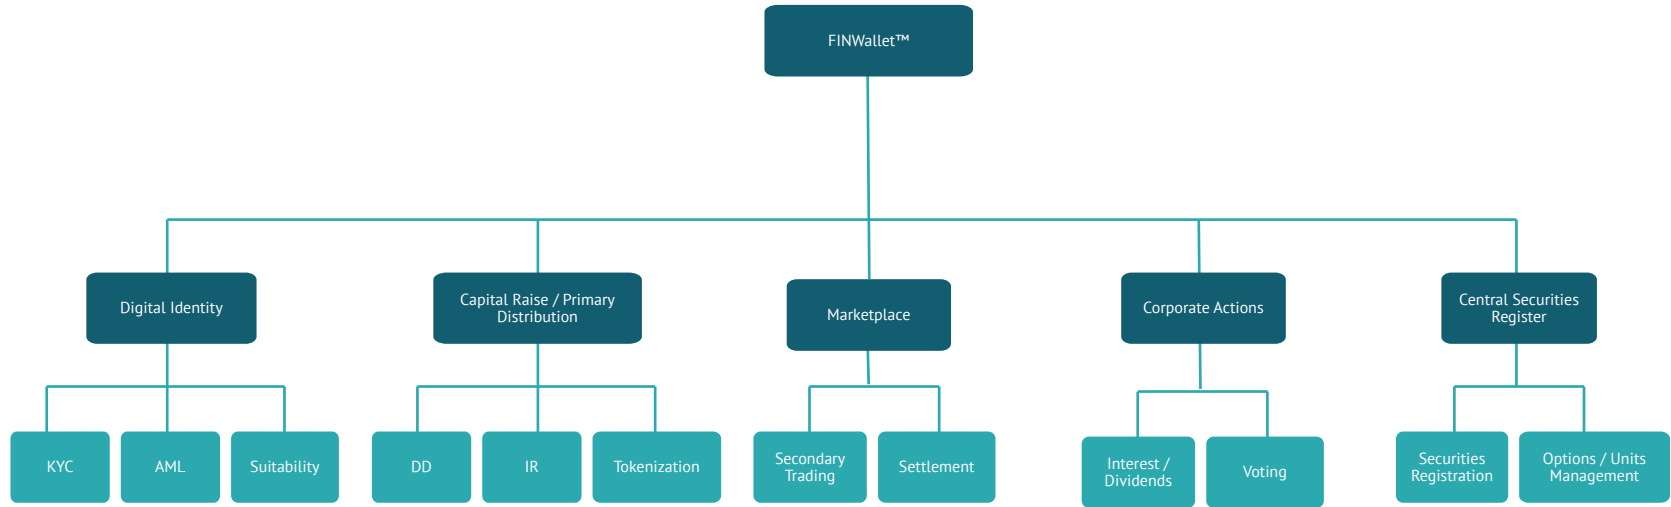 FINWallet™
Digital Identity
Capital Raise / Primary
Distribution
Marketplace
Corporate Actions
Central Securities
Register
KYC
AML
Suitability
DD
IR
Tokenization
Secondary
Trading
Settlement
Interest /
Dividends
Voting
Securities
Registration
Options / Units
Management